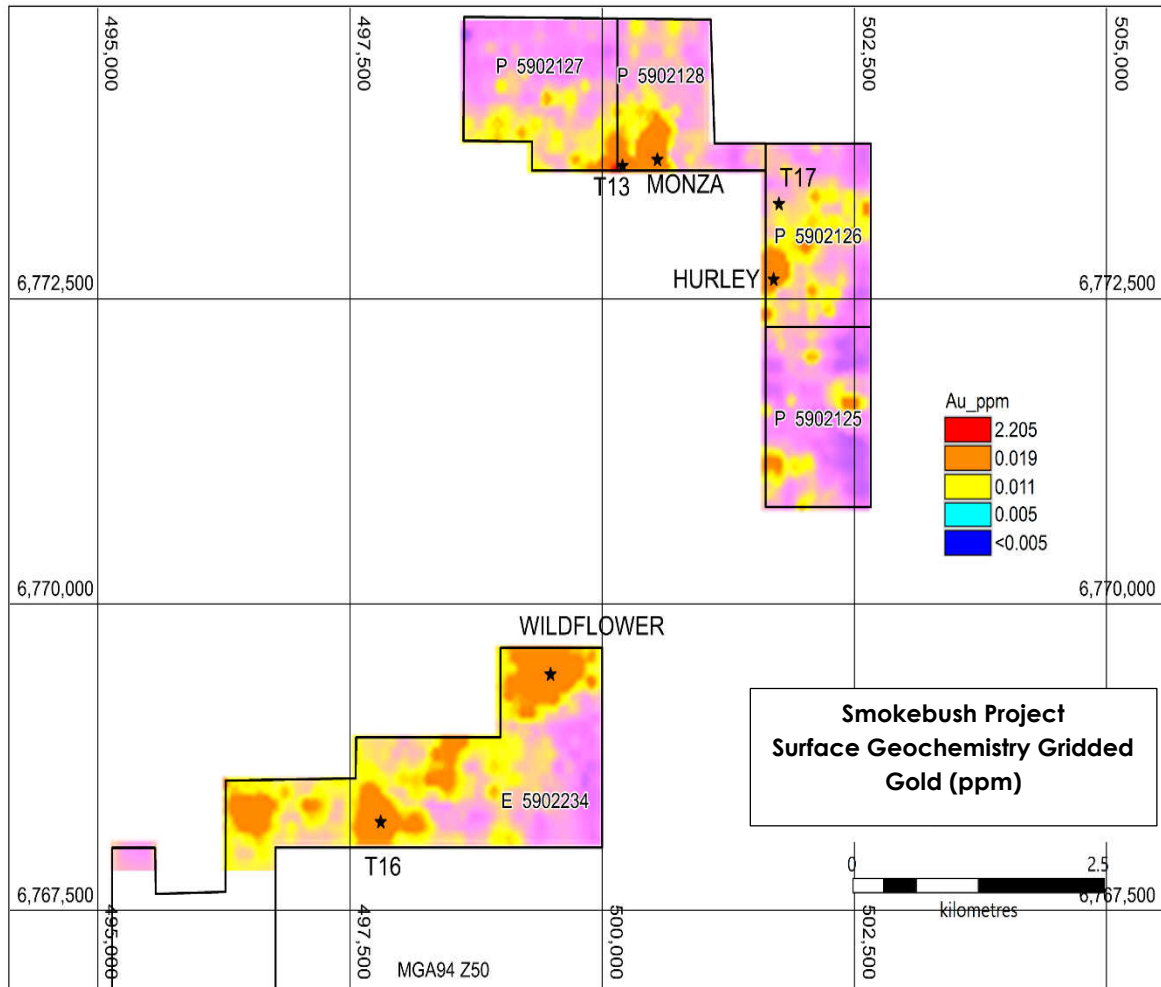 495,000
497,500
502,500
505,000
P 5902127
P 5902128
T13
MONZA
T17
P 5902126
HURLEY
6,772,500
6,772,500
P 5902125
Au_ppm
2.205
0.019
0.011
0.005
<0.005
6,770,000
6,770,000
WILDFLOWER
Smokebush Project
Surface Geochemistry Gridded
Gold (ppm)
E 5902234
T16
0
2.5
kilometres
6,767,500
6,767,500
495,000
497,500
500,000
502,500
MGA94 Z50